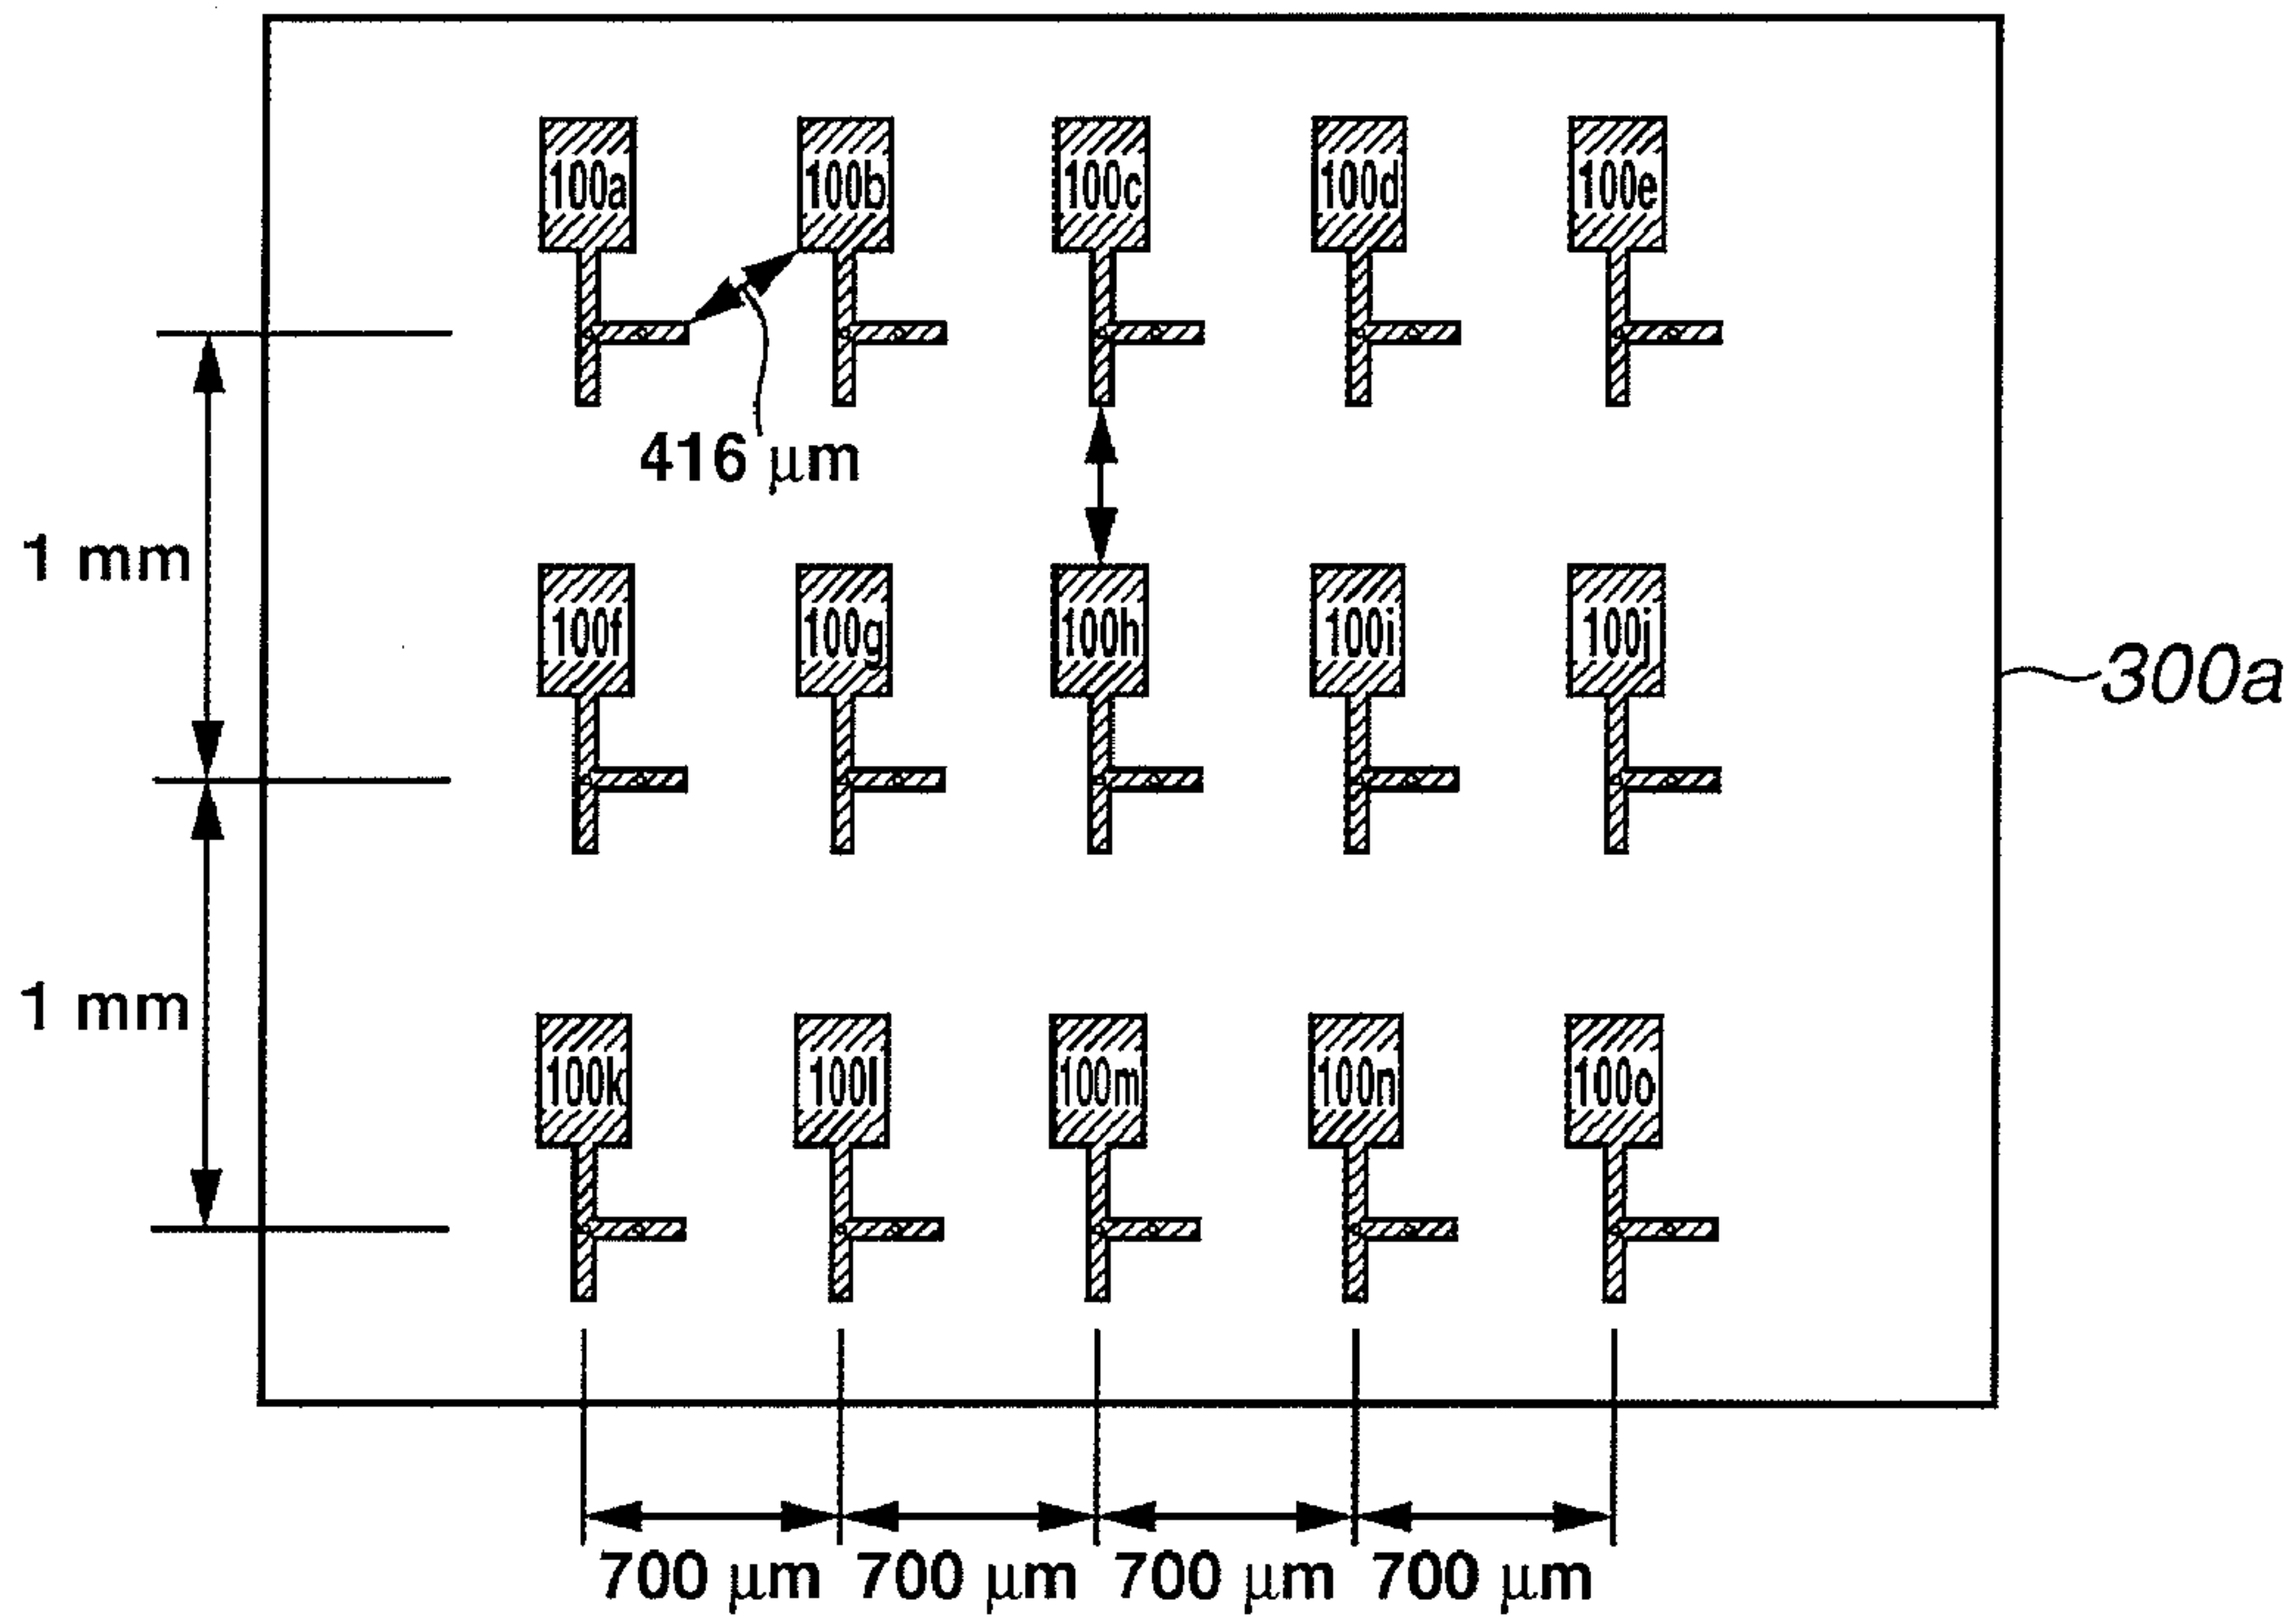 100a 100b 100c 100d 100e
416 μm
1 mm
100f 100g 100h 100i 100j
300a
1 mm
100k 100l 100m 100n 100o
700 μm 700 μm 700 μm 700 μm